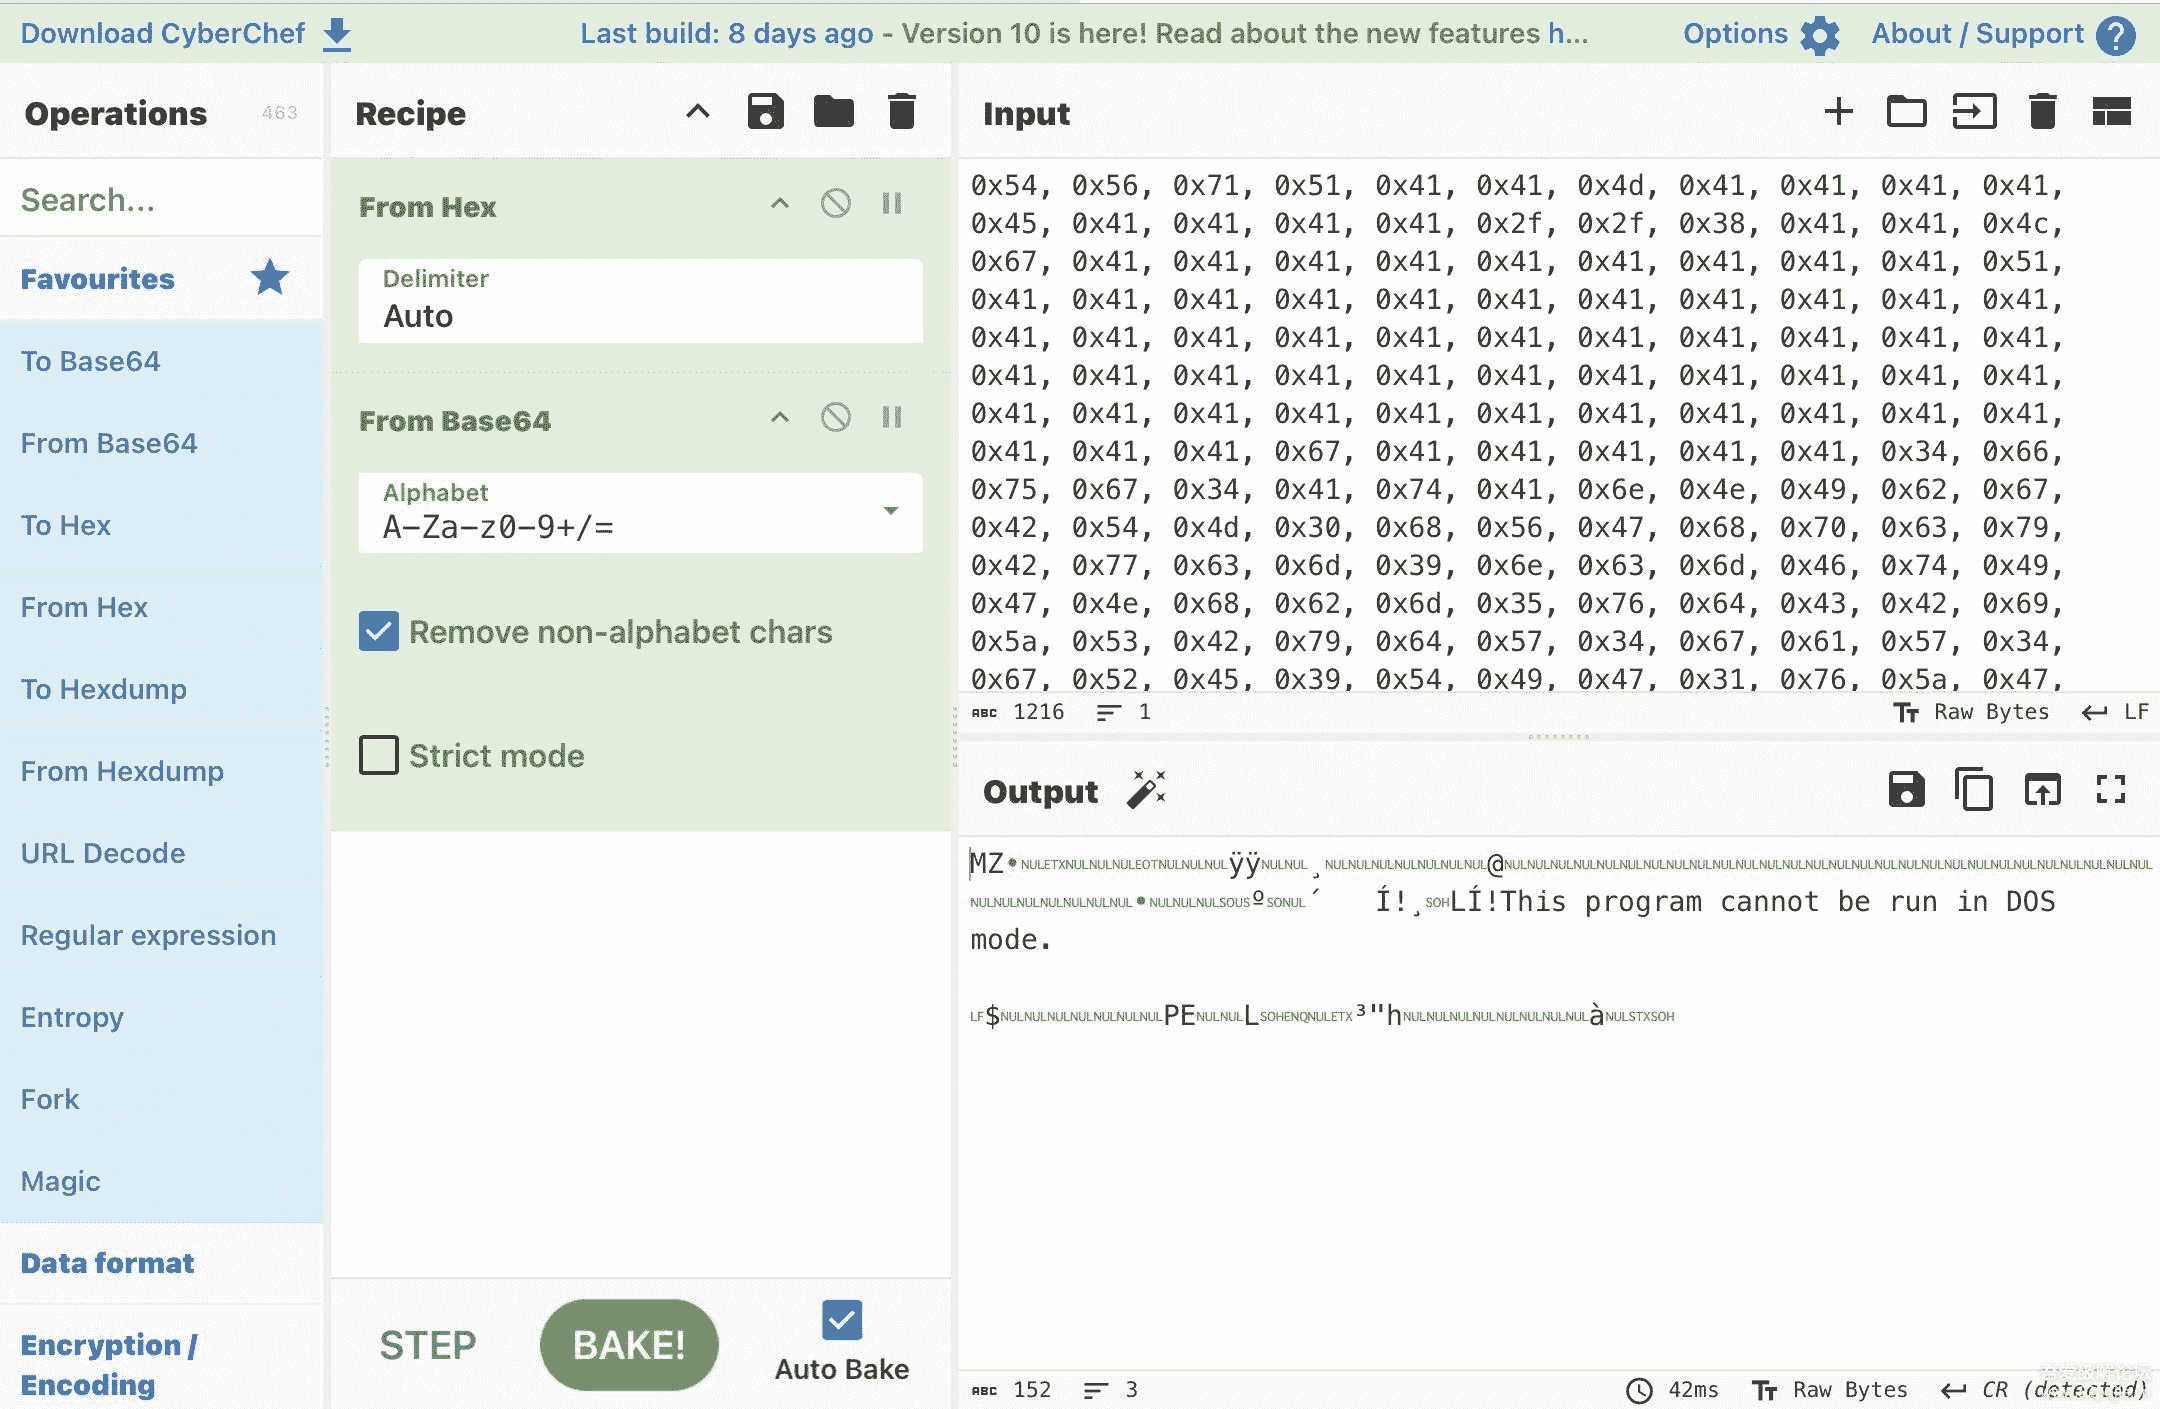 Download CyberChef
Last build: 8 days ago - Version 10 is here! Read about the new features h...
Options
About / Support
Operations
463
Search...
Favourites
To Base64
From Base64
To Hex
From Hex
To Hexdump
From Hexdump
URL Decode
Regular expression
Entropy
Fork
Magic
Data format
Encryption /
Encoding
Recipe
From Hex
Delimiter
Auto
From Base64
Alphabet
A-Za-z0-9+/=
Remove non-alphabet chars
Strict mode
STEP
BAKE!
Auto Bake
Input
0x54, 0x56, 0x71, 0x51, 0x41, 0x41, 0x4d, 0x41, 0x41, 0x41, 0x41,
0x45, 0x41, 0x41, 0x41, 0x41, 0x2f, 0x2f, 0x38, 0x41, 0x41, 0x4c,
0x67, 0x41, 0x41, 0x41, 0x41, 0x41, 0x41, 0x41, 0x41, 0x41, 0x51,
0x41, 0x41, 0x41, 0x41, 0x41, 0x41, 0x41, 0x41, 0x41, 0x41, 0x41,
0x41, 0x41, 0x41, 0x41, 0x41, 0x41, 0x41, 0x41, 0x41, 0x41, 0x41,
0x41, 0x41, 0x41, 0x41, 0x41, 0x41, 0x41, 0x41, 0x41, 0x41, 0x41,
0x41, 0x41, 0x41, 0x41, 0x41, 0x41, 0x41, 0x41, 0x41, 0x41, 0x41,
0x41, 0x41, 0x41, 0x67, 0x41, 0x41, 0x41, 0x41, 0x41, 0x34, 0x66,
0x75, 0x67, 0x34, 0x41, 0x74, 0x41, 0x6e, 0x4e, 0x49, 0x62, 0x67,
0x42, 0x54, 0x4d, 0x30, 0x68, 0x56, 0x47, 0x68, 0x70, 0x63, 0x79,
0x42, 0x77, 0x63, 0x6d, 0x39, 0x6e, 0x63, 0x6d, 0x46, 0x74, 0x49,
0x47, 0x4e, 0x68, 0x62, 0x6d, 0x35, 0x76, 0x64, 0x43, 0x42, 0x69,
0x5a, 0x53, 0x42, 0x79, 0x64, 0x57, 0x34, 0x67, 0x61, 0x57, 0x34,
0x67, 0x52, 0x45, 0x39, 0x54, 0x49, 0x47, 0x31, 0x76, 0x5a, 0x47,
ABC 1216
1
Raw Bytes
LF
Output
MZ•NULETXNULNULNULEOTNULNULNULÿÿNULNUL¸NULNULNULNULNULNULNUL@NULNULNULNULNULNULNULNULNULNULNULNULNULNULNULNULNULNULNULNULNULNULNULNULNULNULNULNUL
NULNULNULNULNULNULNUL•NULNULNULSOUSºSONUL´ Í!¸SOHLÍ!This program cannot be run in DOS
mode.
LF$NULNULNULNULNULNULNULPENULNULLSOHENQNULETX³"hNULNULNULNULNULNULNULNULàNULSTXSOH
ABC 152
3
42ms
Raw Bytes
CR (detected)